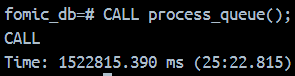 fomic_db=# CALL process_queue();
CALL
Time: 1522815.390 ms (25:22.815)